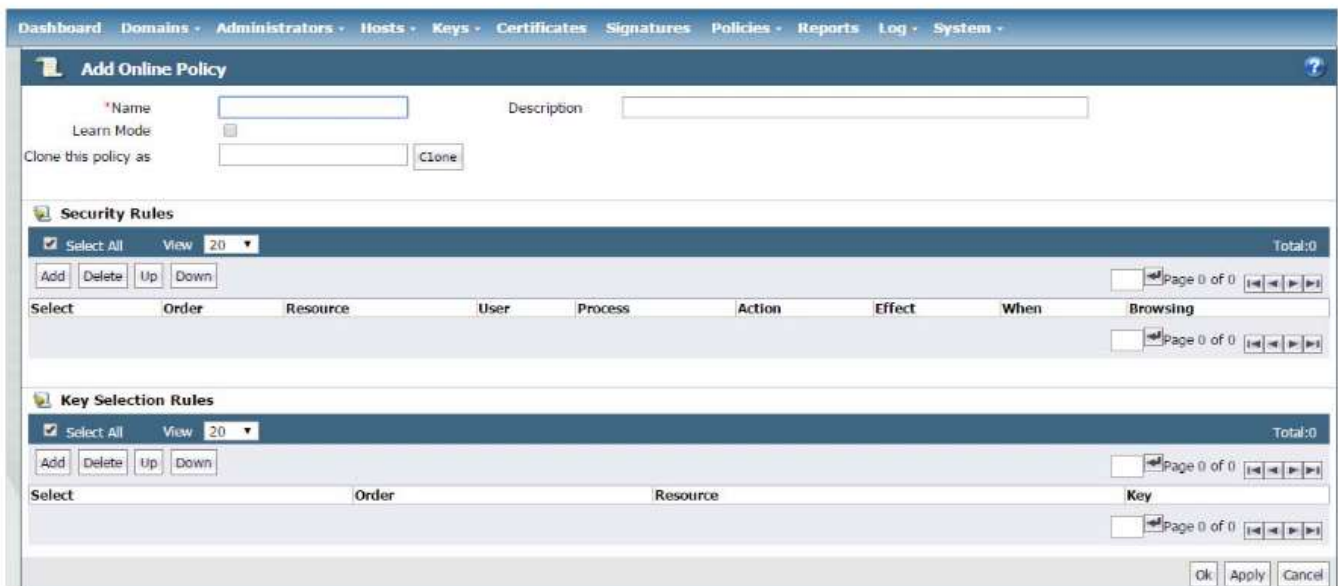 Dashboard Domains Administrators Hosts Keys Certificates Signatures Policies Reports Log System
Add Online Policy ?
*Name Description
Learn Mode
Clone this policy as Clone
Security Rules
Select All View 20 Total:0
Add Delete Up Down Page 0 of 0
Select Order Resource User Process Action Effect When Browsing
Page 0 of 0
Key Selection Rules
Select All View 20 Total:0
Add Delete Up Down Page 0 of 0
Select Order Resource Key
Page 0 of 0
Ok Apply Cancel